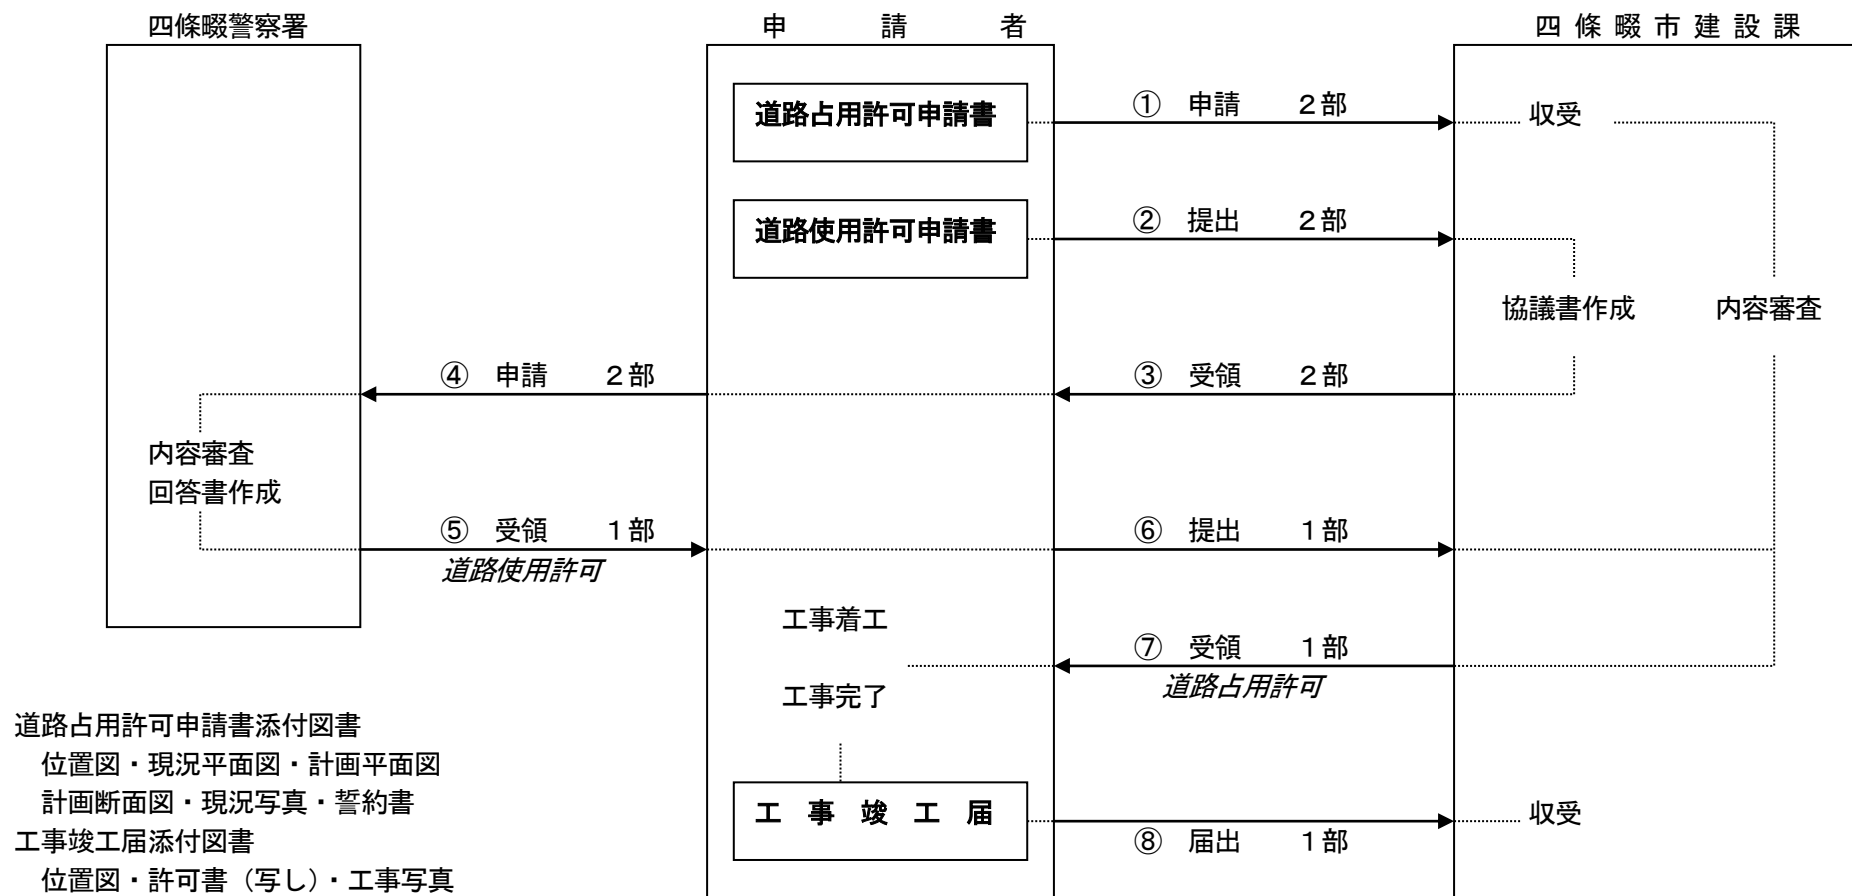 四條畷警察署
申　　　請　　　者
四 條 畷 市 建 設 課
道路占用許可申請書
①　申請　　２部
収受
道路使用許可申請書
②　提出　　２部
協議書作成
内容審査
④　申請　　２部
③　受領　　２部
内容審査
回答書作成
⑤　受領　　１部
道路使用許可
⑥　提出　　１部
工事着工
⑦　受領　　１部
道路占用許可
工事完了
道路占用許可申請書添付図書
位置図・現況平面図・計画平面図
計画断面図・現況写真・誓約書
工　事　竣　工　届
収受
⑧　届出　　１部
工事竣工届添付図書
位置図・許可書（写し）・工事写真